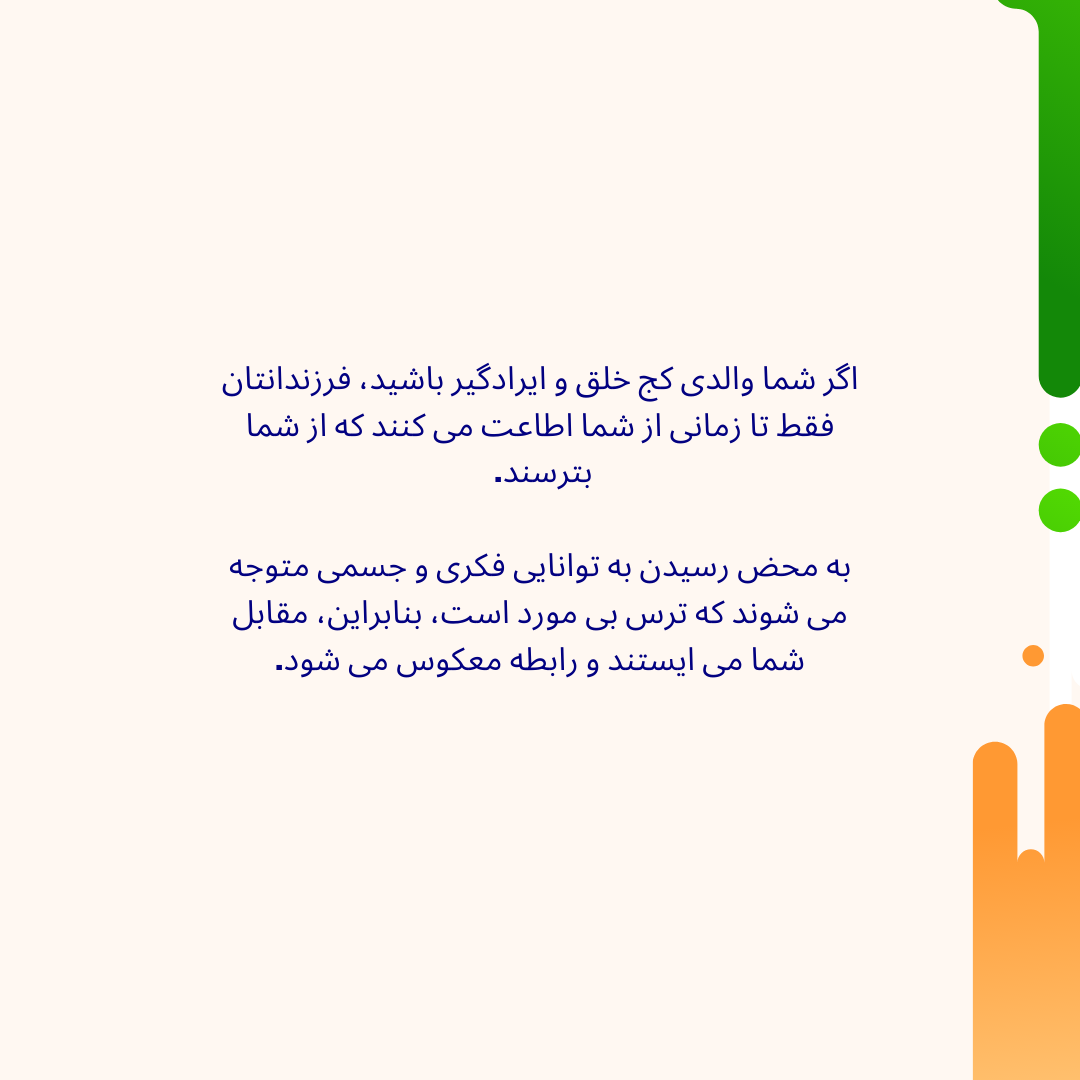 اگر شما والدی کج خلق و ایرادگیر باشید، فرزندانتان
فقط تا زمانی از شما اطاعت می کنند که از شما
بترسند.
به محض رسیدن به توانایی فکری و جسمی متوجه
می شوند که ترس بی مورد است، بنابراین، مقابل
شما می ایستند و رابطه معکوس می شود.